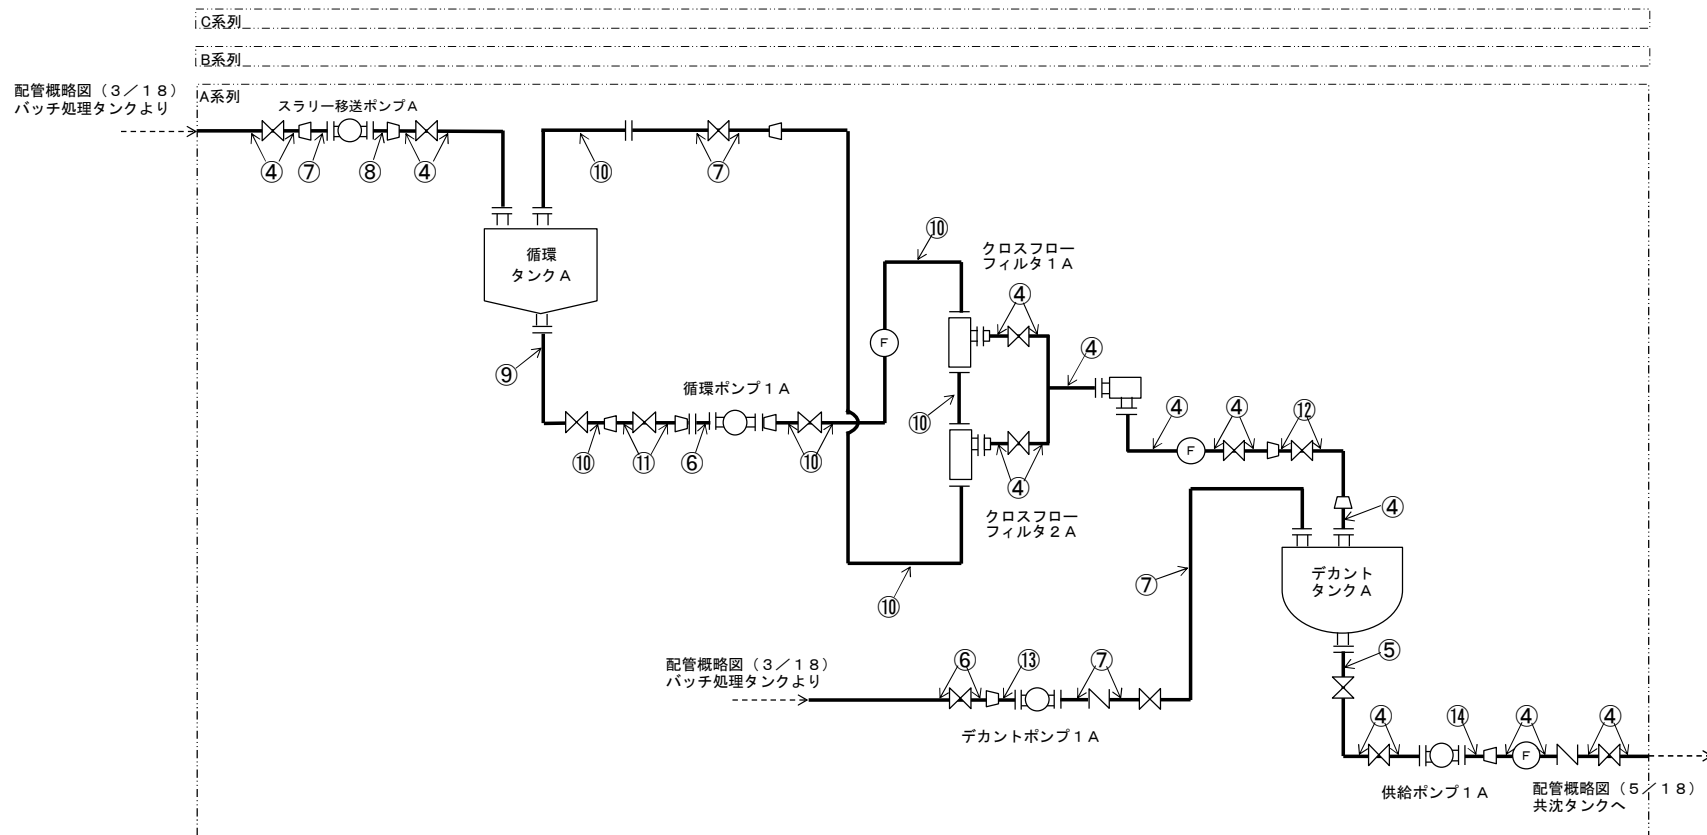 C系列
B系列
A系列
配管概略図(3/18)
バッチ処理タンクより
スラリー移送ポンプA
④
⑦
⑧
④
⑩
⑦
循環
タンクA
⑩
クロスフロー
フィルタ1A
④
F
④
⑨
循環ポンプ1A
⑩
⑩
⑪
⑥
⑩
④
④
⑫
F
④
クロスフロー
フィルタ2A
④
⑦
デカント
タンクA
⑩
⑤
配管概略図(3/18)
バッチ処理タンクより
⑥
⑬
⑦
デカントポンプ1A
④
⑭
④
④
F
供給ポンプ1A
配管概略図(5/18)
共沈タンクへ